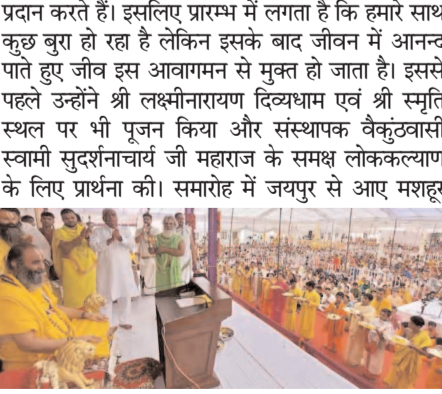 प्रदान करते हैं। इसलिए प्रारम्भ में लगता है कि हमारे साथ
कुछ बुरा हो रहा है लेकिन इसके बाद जीवन में आनन्द
पाते हुए जीव इस आवागमन से मुक्त हो जाता है। इससे
पहले उन्होंने श्री लक्ष्मीनारायण दिव्यधाम एवं श्री स्मृति
स्थल पर भी पूजन किया और संस्थापक वैकुंठवासी
स्वामी सुदर्शनाचार्य जी महाराज के समक्ष लोककल्याण
के लिए प्रार्थना की। समारोह में जयपुर से आए मशहूर